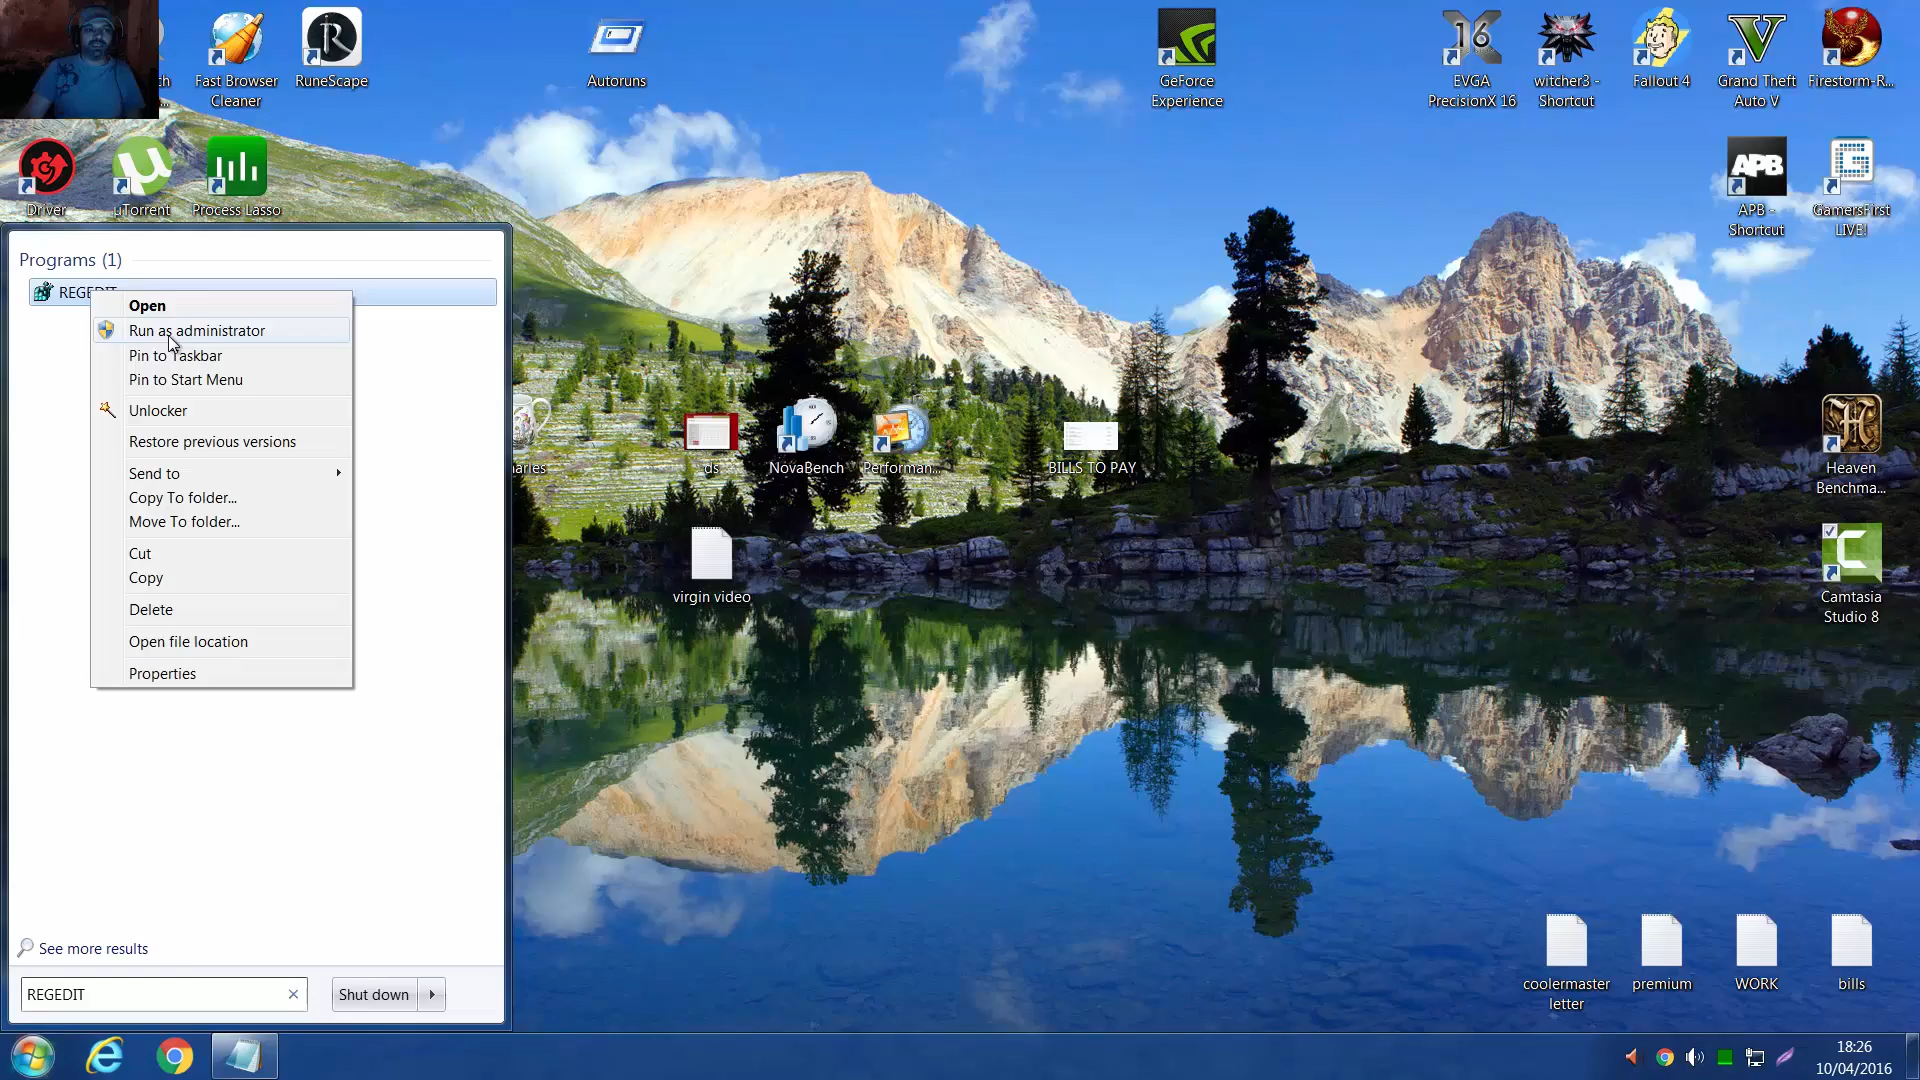 Fast Browser
Cleaner
RuneScape
Autoruns
GeForce
Experience
EVGA
PrecisionX 16
witcher3 -
Shortcut
Fallout 4
Grand Theft
Auto V
Firestorm-R...
Driver
µTorrent
Process Lasso
APB
APB -
Shortcut
GamersFirst
LIVE!
Programs (1)
REGEDIT
Open
Run as administrator
Pin to Taskbar
Pin to Start Menu
Unlocker
Restore previous versions
Send to
Copy To folder...
Move To folder...
Cut
Copy
Delete
Open file location
Properties
ds
NovaBench
Performan...
BILLS TO PAY
Heaven
Benchma...
virgin video
Camtasia
Studio 8
See more results
REGEDIT
Shut down
coolermaster
letter
premium
WORK
bills
18:26
10/04/2016